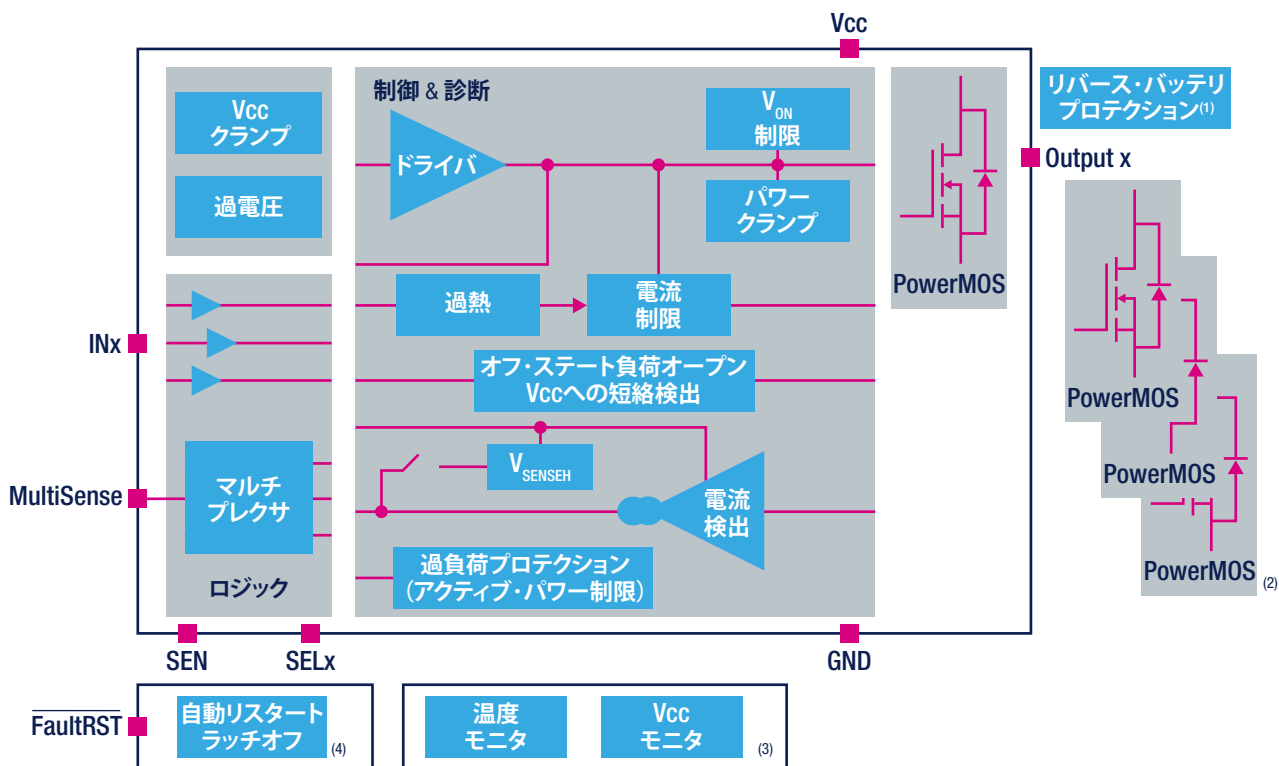 Vcc
制御 & 診断
Vcc
クランプ
過電圧
ドライバ
VON
制限
パワー
クランプ
リバース・バッテリ
プロテクション(1)
Output x
PowerMOS
過熱
電流
制限
INx
オフ・ステート負荷オープン
Vccへの短絡検出
PowerMOS
VSENSEH
電流
検出
PowerMOS
MultiSense
マルチ
プレクサ
過負荷プロテクション
(アクティブ・パワー制限)
PowerMOS
(2)
ロジック
SEN
SELx
GND
FaultRST
自動リスタート
ラッチオフ
(4)
温度
モニタ
Vcc
モニタ
(3)